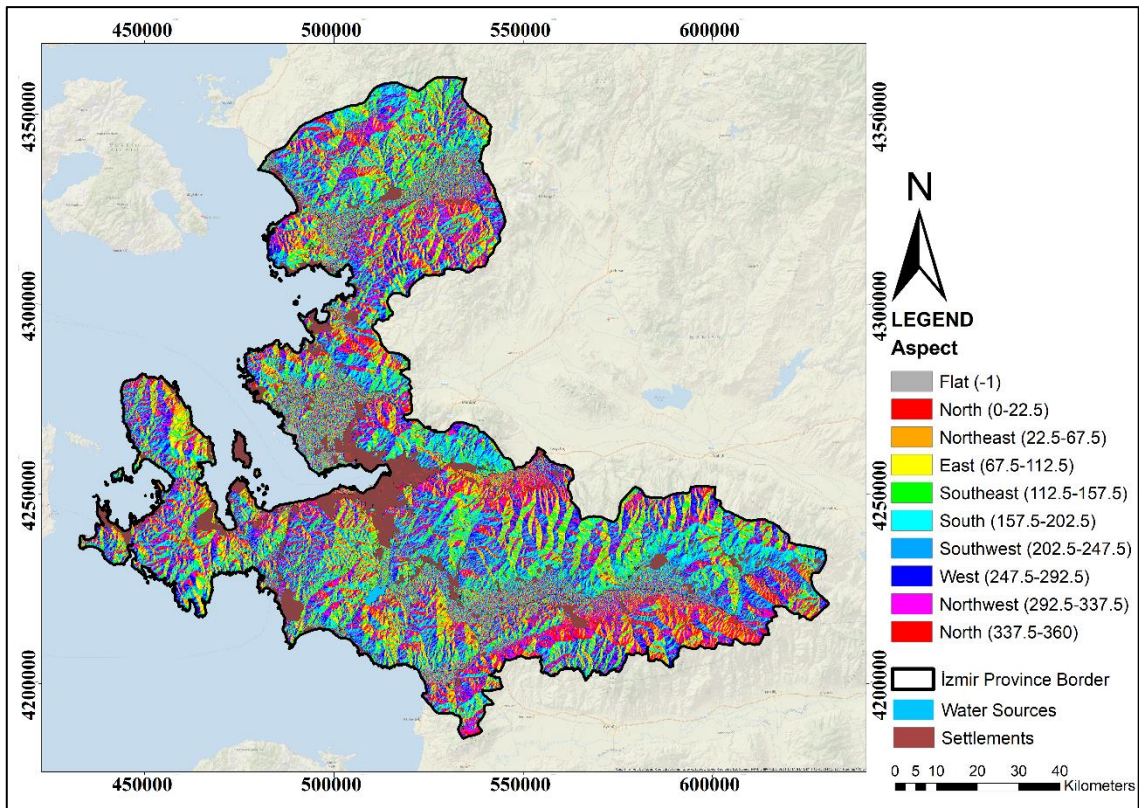 450000 500000 550000 600000
4350000 4350000
4300000 4300000
4250000 4250000
4200000 4200000
450000 500000 550000 600000
N
LEGEND
Aspect
Flat (-1)
North (0-22.5)
Northeast (22.5-67.5)
East (67.5-112.5)
Southeast (112.5-157.5)
South (157.5-202.5)
Southwest (202.5-247.5)
West (247.5-292.5)
Northwest (292.5-337.5)
North (337.5-360)
İzmir Province Border
Water Sources
Settlements
0 5 10 20 30 40
Kilometers